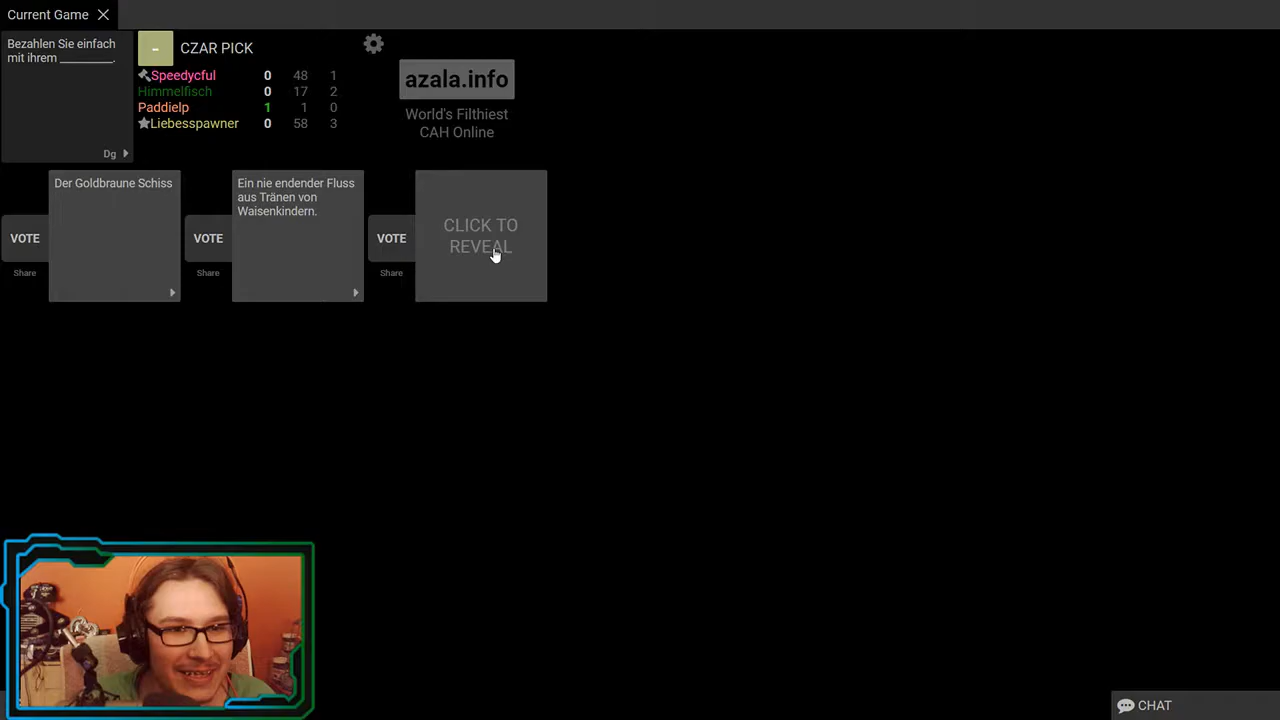 Current Game
Bezahlen Sie einfach
mit ihrem _________.
Dg
-
CZAR PICK
Speedycful 0 48 1
Himmelfisch 0 17 2
Paddielp 1 1 0
Liebesspawner 0 58 3
azala.info
World's Filthiest
CAH Online
VOTE
Share
Der Goldbraune Schiss
VOTE
Share
Ein nie endender Fluss
aus Tränen von
Waisenkindern.
VOTE
Share
CLICK TO
REVEAL
CHAT